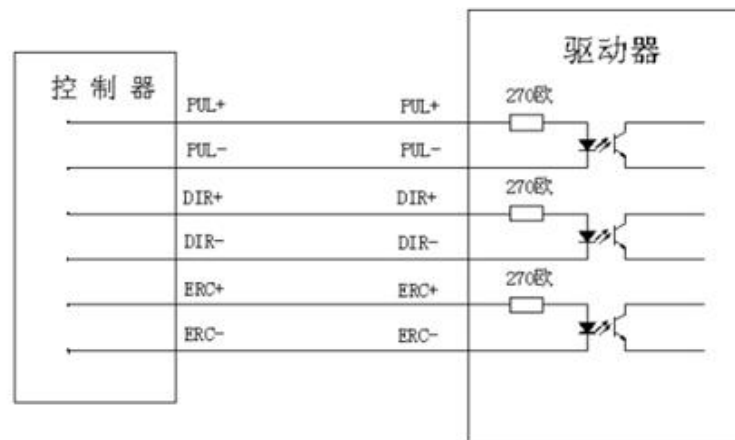 驱动器
控 制 器
270欧
PUL+ PUL+
PUL- PUL-
270欧
DIR+ DIR+
DIR- DIR-
270欧
ERC+ ERC+
ERC- ERC-